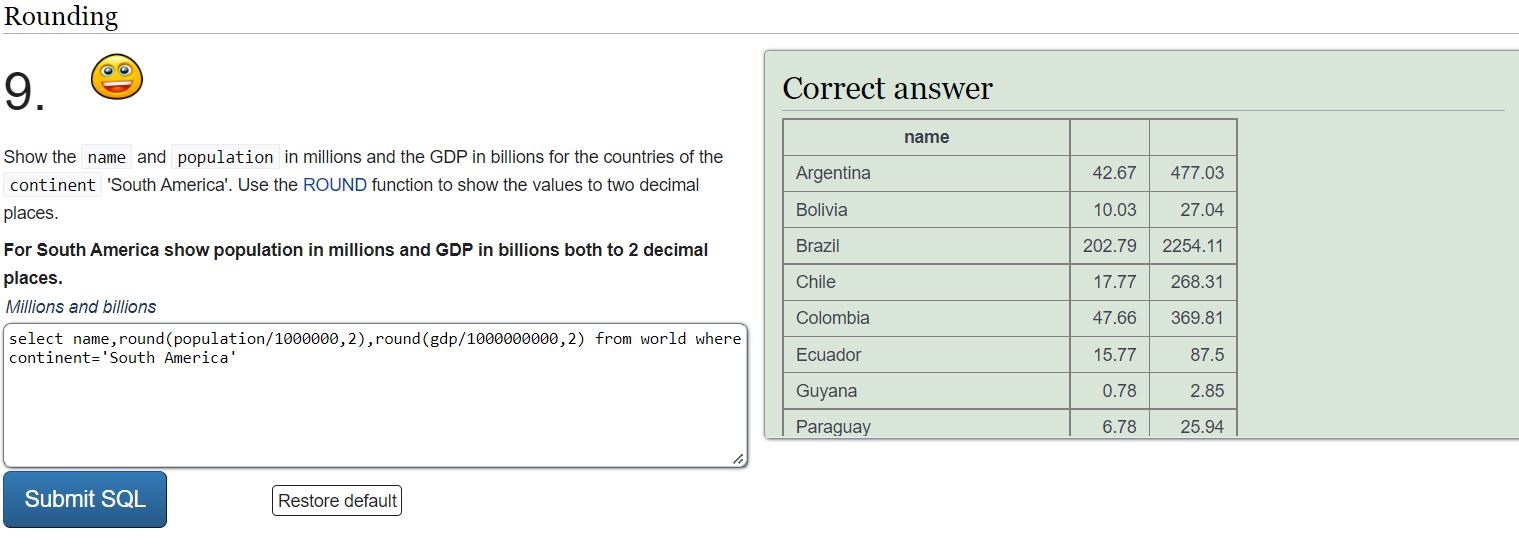 Rounding
9.
Show the name and population in millions and the GDP in billions for the countries of the
continent 'South America'. Use the ROUND function to show the values to two decimal
places.
For South America show population in millions and GDP in billions both to 2 decimal
places.
Millions and billions
select name,round(population/1000000,2),round(gdp/1000000000,2) from world where
continent='South America'
Submit SQL
Restore default
Correct answer
name
Argentina 42.67 477.03
Bolivia 10.03 27.04
Brazil 202.79 2254.11
Chile 17.77 268.31
Colombia 47.66 369.81
Ecuador 15.77 87.5
Guyana 0.78 2.85
Paraguay 6.78 25.94